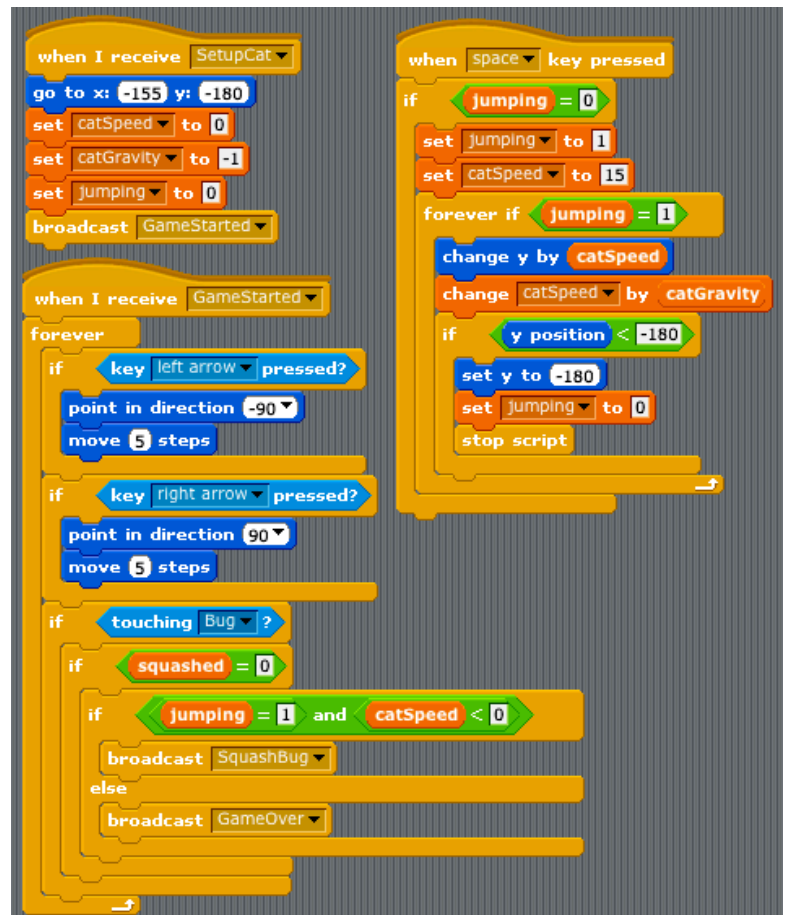 when I receive SetupCat
go to x: -155 y: -180
set catSpeed to 0
set catGravity to -1
set jumping to 0
broadcast GameStarted
when I receive GameStarted
forever
if key left arrow pressed?
point in direction -90
move 5 steps
if key right arrow pressed?
point in direction 90
move 5 steps
if touching Bug ?
if squashed = 0
if jumping = 1 and catSpeed < 0
broadcast SquashBug
else
broadcast GameOver
when space key pressed
if jumping = 0
set jumping to 1
set catSpeed to 15
forever if jumping = 1
change y by catSpeed
change catSpeed by catGravity
if y position < -180
set y to -180
set jumping to 0
stop script